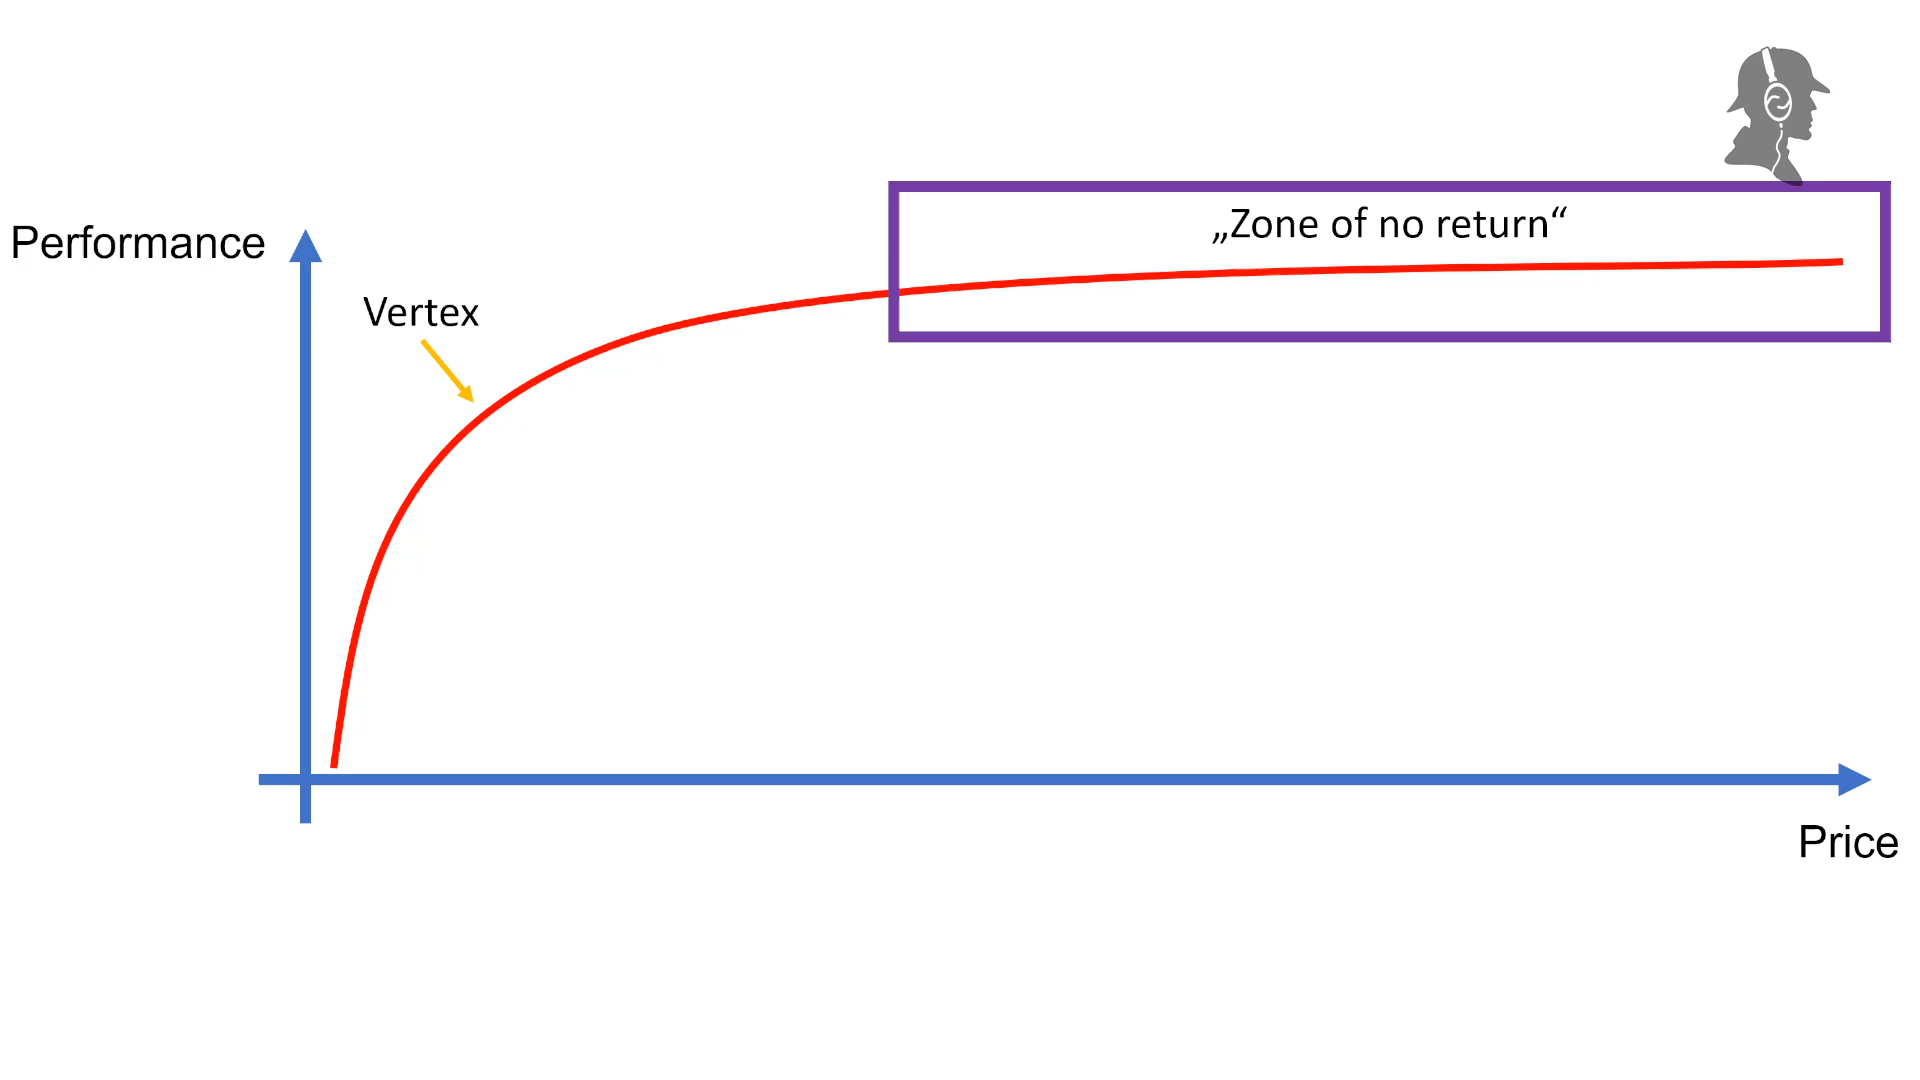 „Zone of no return“
Performance
Vertex
Price